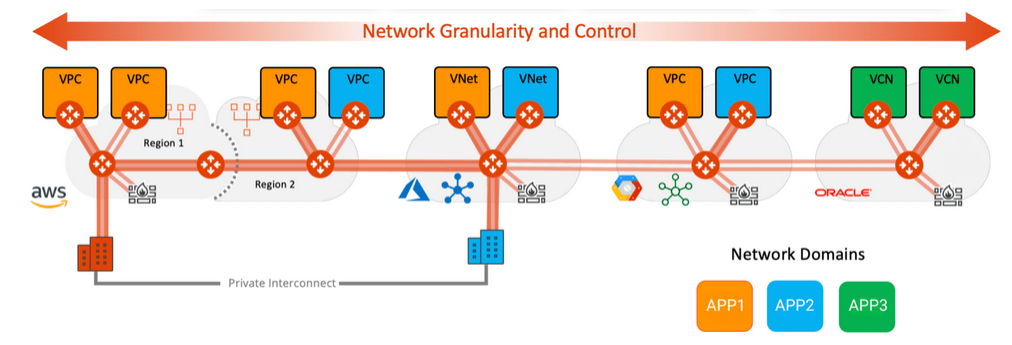 Network Granularity and Control
VPC
VPC
VPC
VPC
VNet
VNet
VPC
VPC
VCN
VCN
Region 1
Region 2
aws
ORACLE
Private Interconnect
Network Domains
APP1
APP2
APP3